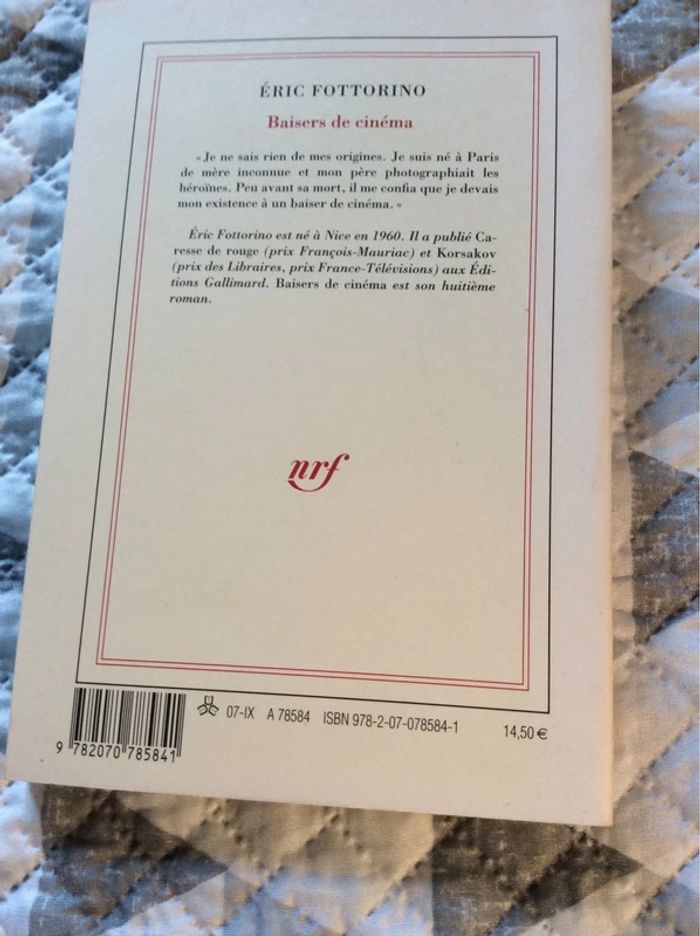 ÉRIC FOTTORINO
Baisers de cinéma
« Je ne sais rien de mes origines. Je suis né à Paris
de mère inconnue et mon père photographiait les
héroïnes. Peu avant sa mort, il me confia que je devais
mon existence à un baiser de cinéma. »
Éric Fottorino est né à Nice en 1960. Il a publié Ca-
resse de rouge (prix François-Mauriac) et Korsakov
(prix des Libraires, prix France-Télévisions) aux Édi-
tions Gallimard. Baisers de cinéma est son huitième
roman.
nrf
07-IX A 78584 ISBN 978-2-07-078584-1 14,50 €
9 782070 785841